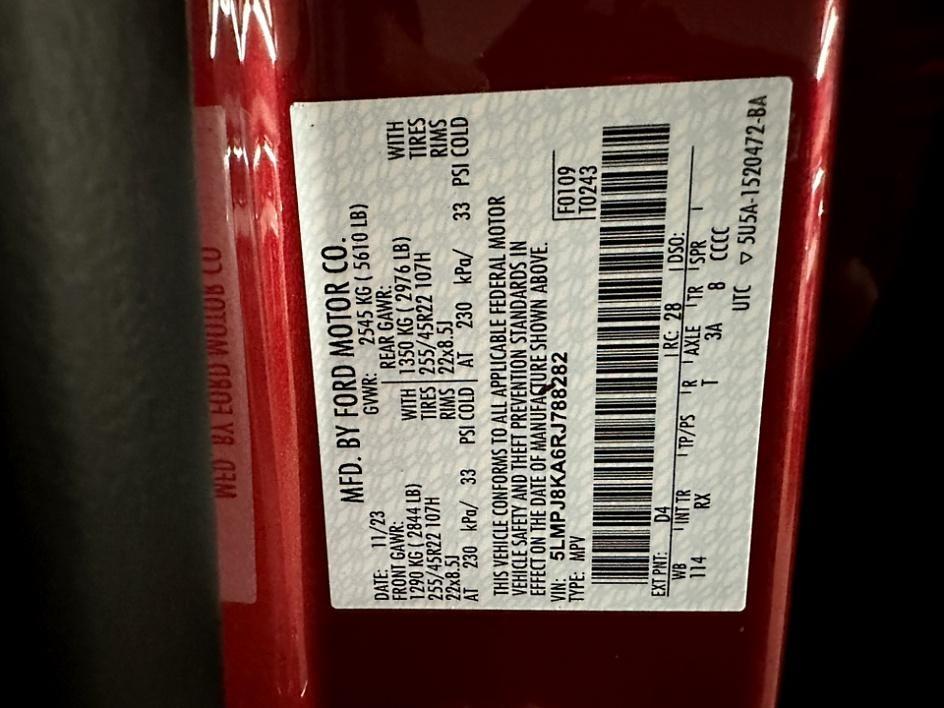 MFD. BY FORD MOTOR CO.
DATE: 11/23 GVWR: 2545 KG ( 5610 LB)
FRONT GAWR: REAR GAWR:
1290 KG ( 2844 LB) WITH 1350 KG ( 2976 LB) WITH
255/45R22 107H TIRES 255/45R22 107H TIRES
22x8.5J RIMS 22x8.5J RIMS
AT 230 kPa/ 33 PSI COLD AT 230 kPa/ 33 PSI COLD
THIS VEHICLE CONFORMS TO ALL APPLICABLE FEDERAL MOTOR
VEHICLE SAFETY AND THEFT PREVENTION STANDARDS IN
EFFECT ON THE DATE OF MANUFACTURE SHOWN ABOVE.
VIN: 5LMPJ8KA6RJ788282
TYPE: MPV
F0109
T0243
EXT PNT: D4 RC: 28 DSO:
WB INT TR TP/PS R AXLE TR SPR
114 RX T 3A 8 CCCC
UTC ▽ 5U5A-1520472-BA